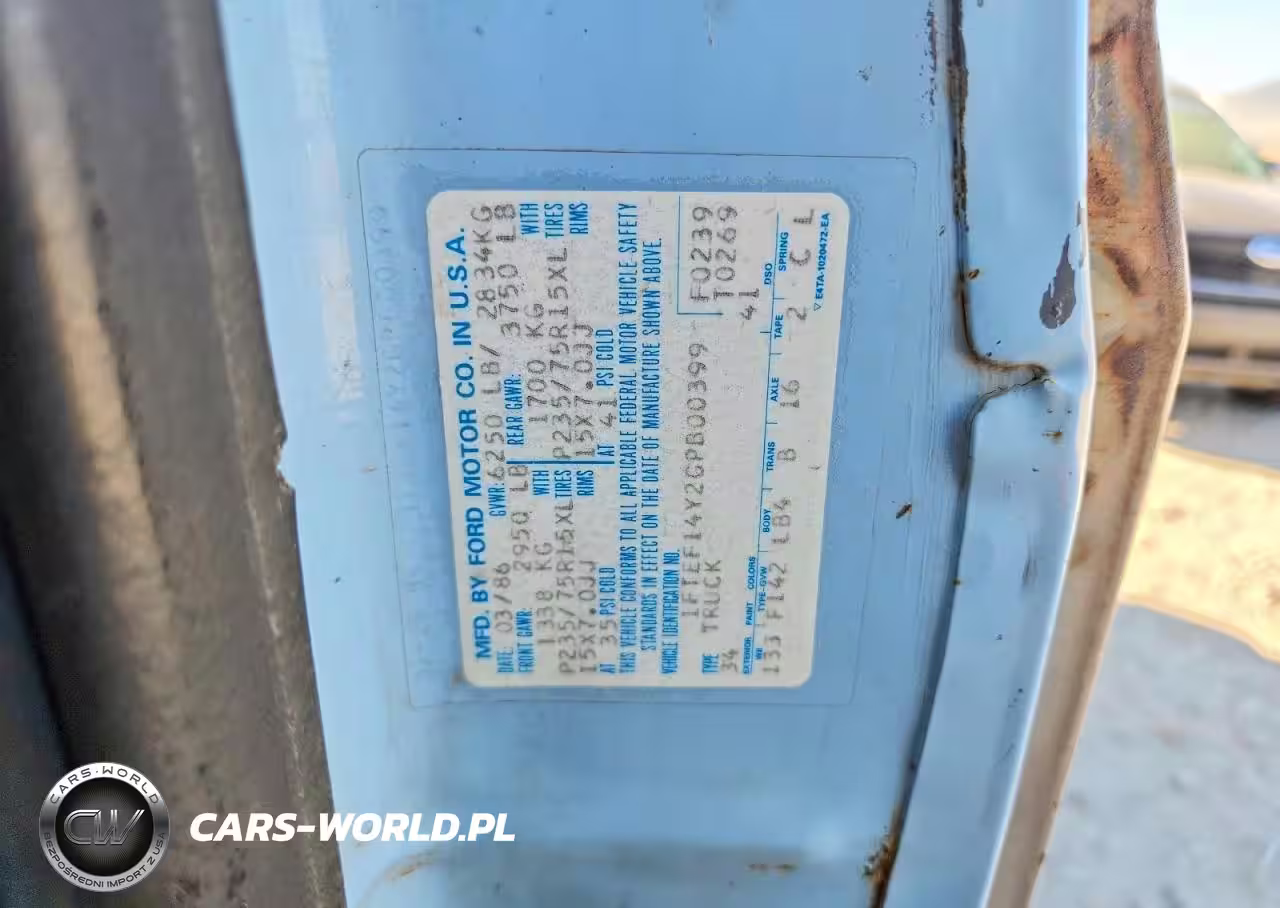 MFD. BY FORD MOTOR CO. IN U.S.A.
DATE: 03/86 GVWR: 6250 LB/ 2834KG
FRONT GAWR: 2950 LB REAR GAWR: 3750 LB
1338 KG WITH 1700 KG WITH
P235/75R15XL TIRES P235/75R15XL TIRES
15X7.0JJ RIMS 15X7.0JJ RIMS
AT 35 PSI COLD AT 41 PSI COLD
THIS VEHICLE CONFORMS TO ALL APPLICABLE FEDERAL MOTOR VEHICLE SAFETY
STANDARDS IN EFFECT ON THE DATE OF MANUFACTURE SHOWN ABOVE.
VEHICLE IDENTIFICATION NO.
1FTEF14Y2GPB00399 F0239
TYPE TRUCK T0269
34 41
EXTERIOR PAINT COLORS DSO
WB TYPE-GVW BODY TRANS AXLE TAPE SPRING
133 F142 LB4 B 16 2 C L
▽ E4TA-1020472-EA
CARS-WORLD
CW
BEZPOŚREDNI IMPORT Z USA
CARS-WORLD.PL